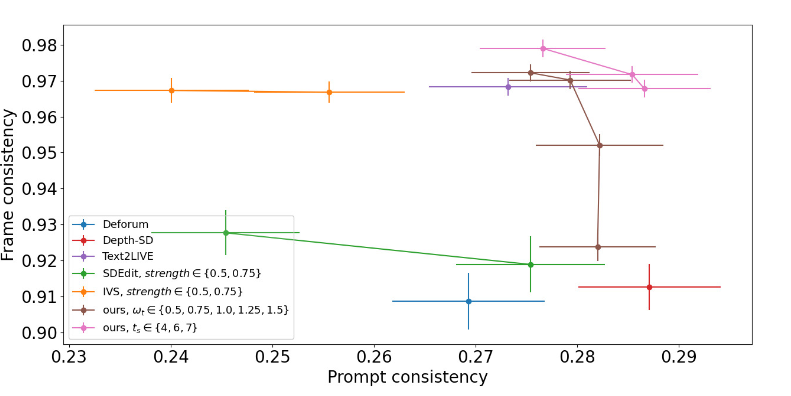 0.98
0.97
0.96
0.95
0.94
0.93
0.92
0.91
0.90
Frame consistency
Deforum
Depth-SD
Text2LIVE
SDEdit, strength ∈ {0.5, 0.75}
IVS, strength ∈ {0.5, 0.75}
ours, ωt ∈ {0.5, 0.75, 1.0, 1.25, 1.5}
ours, ts ∈ {4, 6, 7}
0.23 0.24 0.25 0.26 0.27 0.28 0.29
Prompt consistency